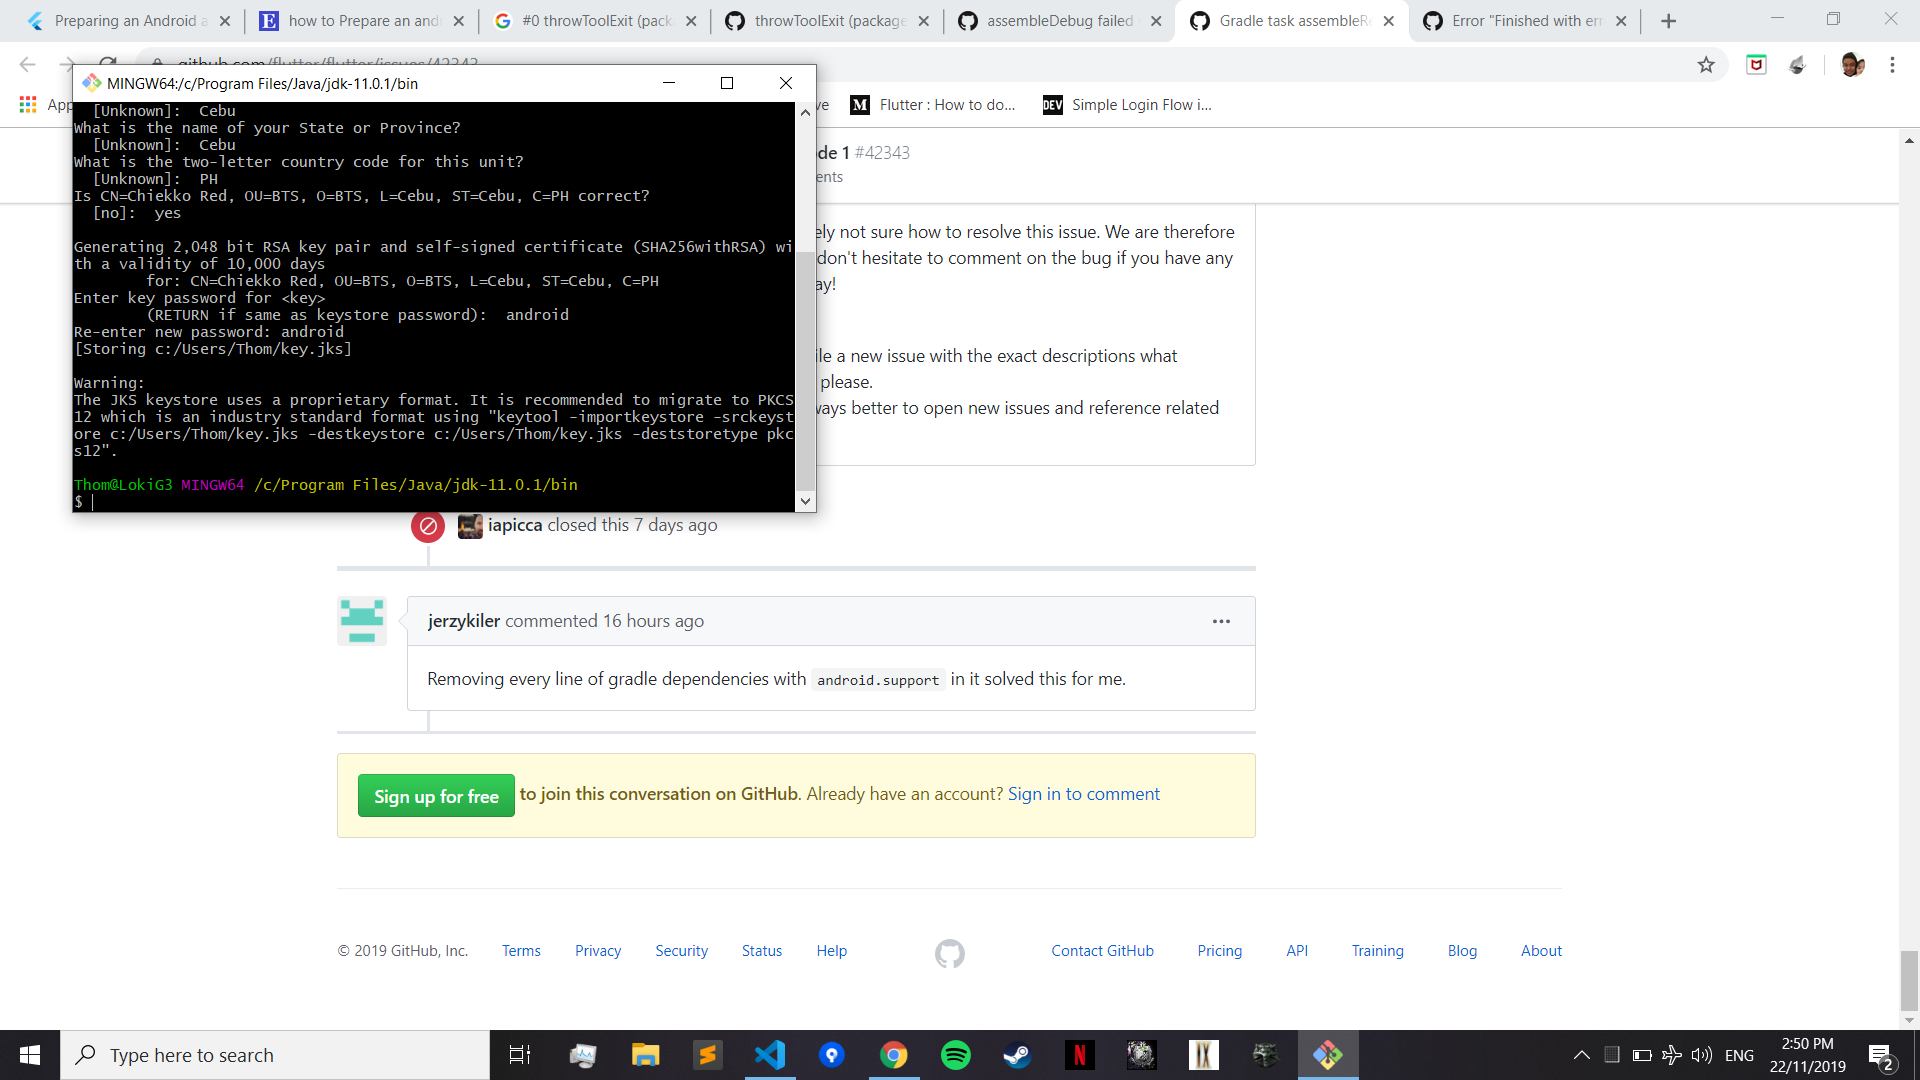 Preparing an Android a
how to Prepare an andr
#0 throwToolExit (pack
throwToolExit (package
assembleDebug failed
Gradle task assembleRe
Error "Finished with err
github.com/flutter/flutter/issues/42343
MINGW64:/c/Program Files/Java/jdk-11.0.1/bin
App
ve
M Flutter : How to do...
DEV Simple Login Flow i...
[Unknown]:  Cebu
What is the name of your State or Province?
[Unknown]:  Cebu
What is the two-letter country code for this unit?
[Unknown]:  PH
Is CN=Chiekko Red, OU=BTS, O=BTS, L=Cebu, ST=Cebu, C=PH correct?
[no]:  yes
Generating 2,048 bit RSA key pair and self-signed certificate (SHA256withRSA) wi
th a validity of 10,000 days
for: CN=Chiekko Red, OU=BTS, O=BTS, L=Cebu, ST=Cebu, C=PH
Enter key password for <key>
(RETURN if same as keystore password):  android
Re-enter new password: android
[Storing c:/Users/Thom/key.jks]
Warning:
The JKS keystore uses a proprietary format. It is recommended to migrate to PKCS
12 which is an industry standard format using "keytool -importkeystore -srckeyst
ore c:/Users/Thom/key.jks -destkeystore c:/Users/Thom/key.jks -deststoretype pkc
s12".
Thom@LokiG3 MINGW64 /c/Program Files/Java/jdk-11.0.1/bin
$
ode 1 #42343
ents
ely not sure how to resolve this issue. We are therefore
don't hesitate to comment on the bug if you have any
ay!
ile a new issue with the exact descriptions what
please.
ways better to open new issues and reference related
iapicca closed this 7 days ago
jerzykiler commented 16 hours ago
Removing every line of gradle dependencies with android.support in it solved this for me.
Sign up for free to join this conversation on GitHub. Already have an account? Sign in to comment
© 2019 GitHub, Inc.
Terms
Privacy
Security
Status
Help
Contact GitHub
Pricing
API
Training
Blog
About
Type here to search
N
IX
ENG
2:50 PM
22/11/2019
2